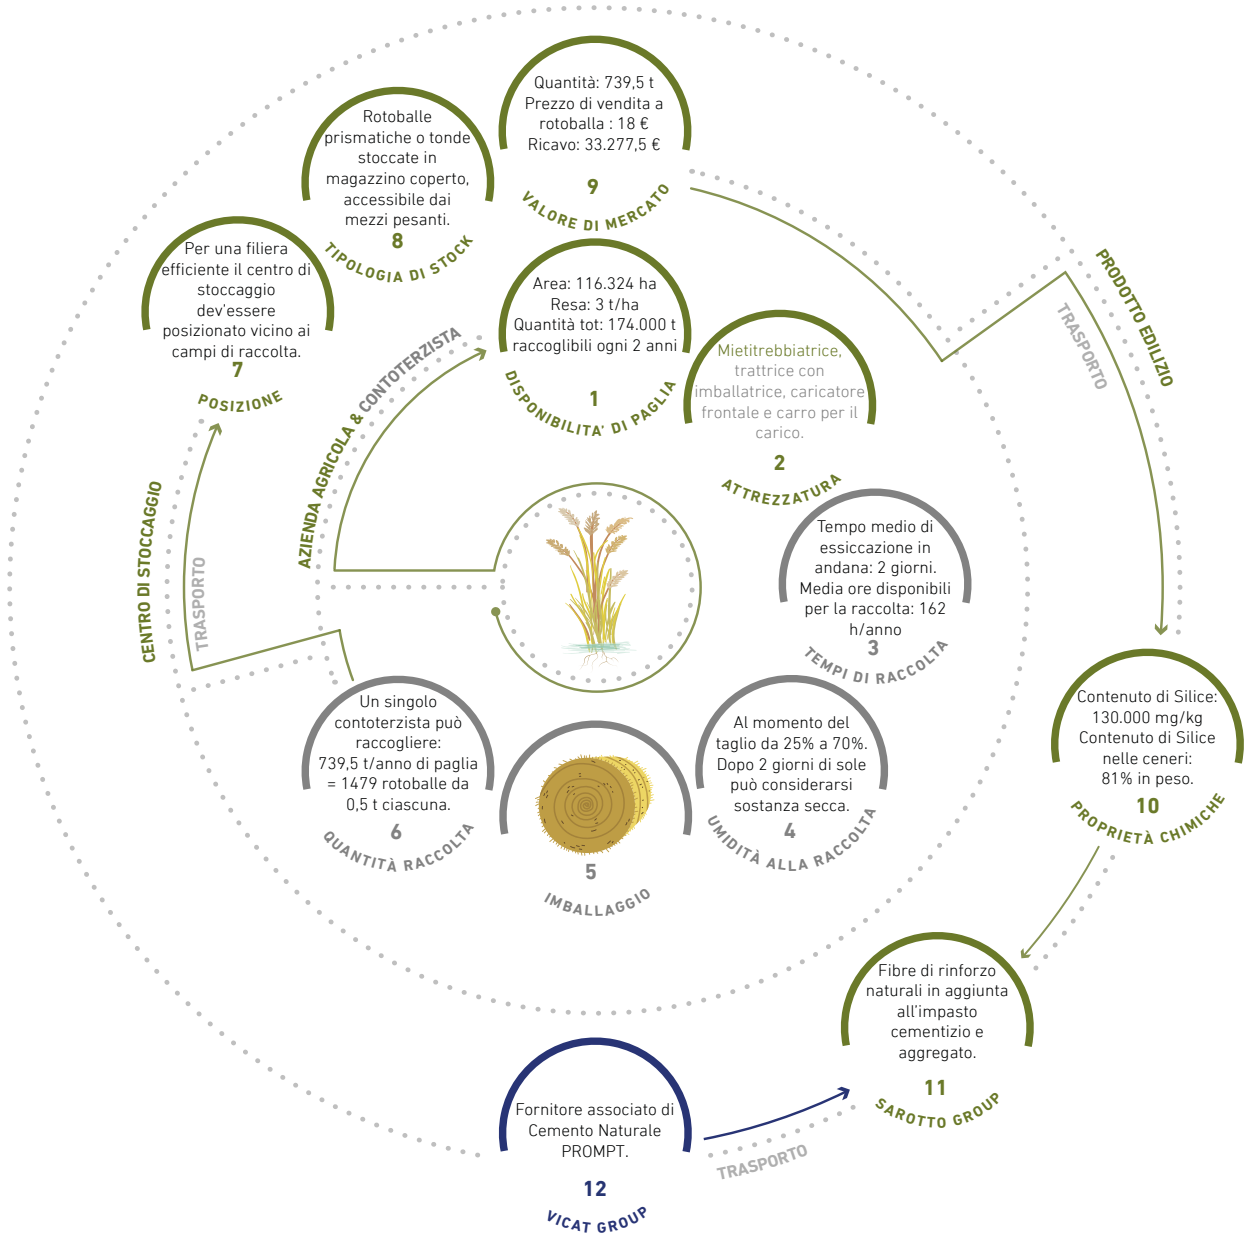 Quantità: 739,5 t
Prezzo di vendita a
rotoballa : 18 €
Ricavo: 33.277,5 €
9
VALORE DI MERCATO
Rotoballe
prismatiche o tonde
stoccate in
magazzino coperto,
accessibile dai
mezzi pesanti.
8
TIPOLOGIA DI STOCK
Per una filiera
efficiente il centro di
stoccaggio
dev'essere
posizionato vicino ai
campi di raccolta.
7
POSIZIONE
Area: 116.324 ha
Resa: 3 t/ha
Quantità tot: 174.000 t
raccoglibili ogni 2 anni
1
DISPONIBILITA' DI PAGLIA
Mietitrebbiatrice,
trattrice con
imballatrice, caricatore
frontale e carro per il
carico.
2
ATTREZZATURA
Tempo medio di
essiccazione in
andana: 2 giorni.
Media ore disponibili
per la raccolta: 162
h/anno
3
TEMPI DI RACCOLTA
Al momento del
taglio da 25% a 70%.
Dopo 2 giorni di sole
può considerarsi
sostanza secca.
4
UMIDITÀ ALLA RACCOLTA
5
IMBALLAGGIO
Un singolo
contoterzista può
raccogliere:
739,5 t/anno di paglia
= 1479 rotoballe da
0,5 t ciascuna.
6
QUANTITÀ RACCOLTA
AZIENDA AGRICOLA & CONTOTERZISTA
CENTRO DI STOCCAGGIO
TRASPORTO
PRODOTTO EDILIZIO
TRASPORTO
Contenuto di Silice:
130.000 mg/kg
Contenuto di Silice
nelle ceneri:
81% in peso.
10
PROPRIETÀ CHIMICHE
Fibre di rinforzo
naturali in aggiunta
all'impasto
cementizio e
aggregato.
11
SAROTTO GROUP
Fornitore associato di
Cemento Naturale
PROMPT.
12
VICAT GROUP
TRASPORTO